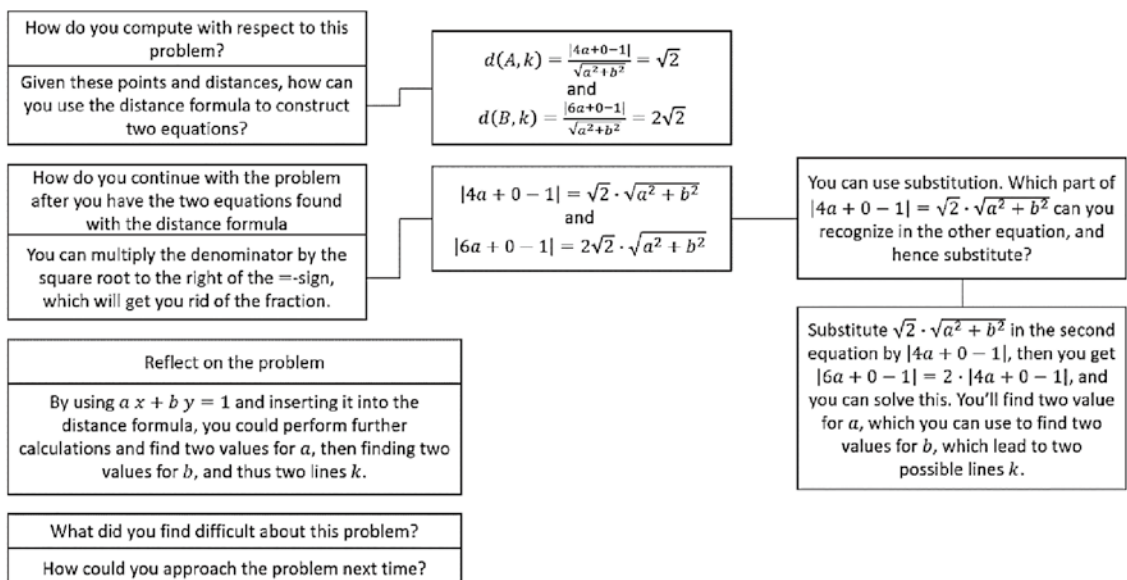 How do you compute with respect to this
problem?
Given these points and distances, how can
you use the distance formula to construct
two equations?
d(A, k) = |4a+0−1| / √(a²+b²) = √2
and
d(B, k) = |6a+0−1| / √(a²+b²) = 2√2
How do you continue with the problem
after you have the two equations found
with the distance formula
You can multiply the denominator by the
square root to the right of the =-sign,
which will get you rid of the fraction.
|4a + 0 − 1| = √2 · √(a² + b²)
and
|6a + 0 − 1| = 2√2 · √(a² + b²)
You can use substitution. Which part of
|4a + 0 − 1| = √2 · √(a² + b²) can you
recognize in the other equation, and
hence substitute?
Substitute √2 · √(a² + b²) in the second
equation by |4a + 0 − 1|, then you get
|6a + 0 − 1| = 2 · |4a + 0 − 1|, and
you can solve this. You'll find two value
for a, which you can use to find two
values for b, which lead to two
possible lines k.
Reflect on the problem
By using a x + b y = 1 and inserting it into the
distance formula, you could perform further
calculations and find two values for a, then finding two
values for b, and thus two lines k.
What did you find difficult about this problem?
How could you approach the problem next time?